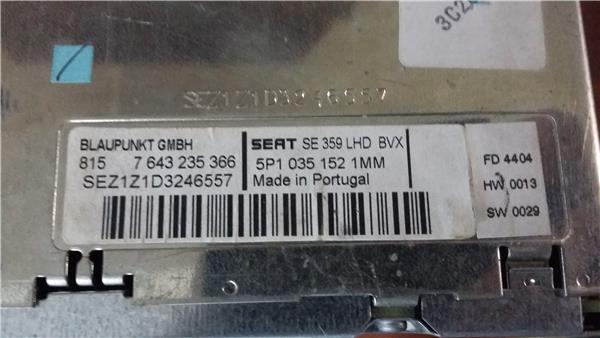 3C2
SEZ1Z1D3246557
BLAUPUNKT GMBH
815 7 643 235 366
SEZ1Z1D3246557
SEAT SE 359 LHD BVX
5P1 035 152 1MM
Made in Portugal
FD 4404
HW 0013
SW 0029